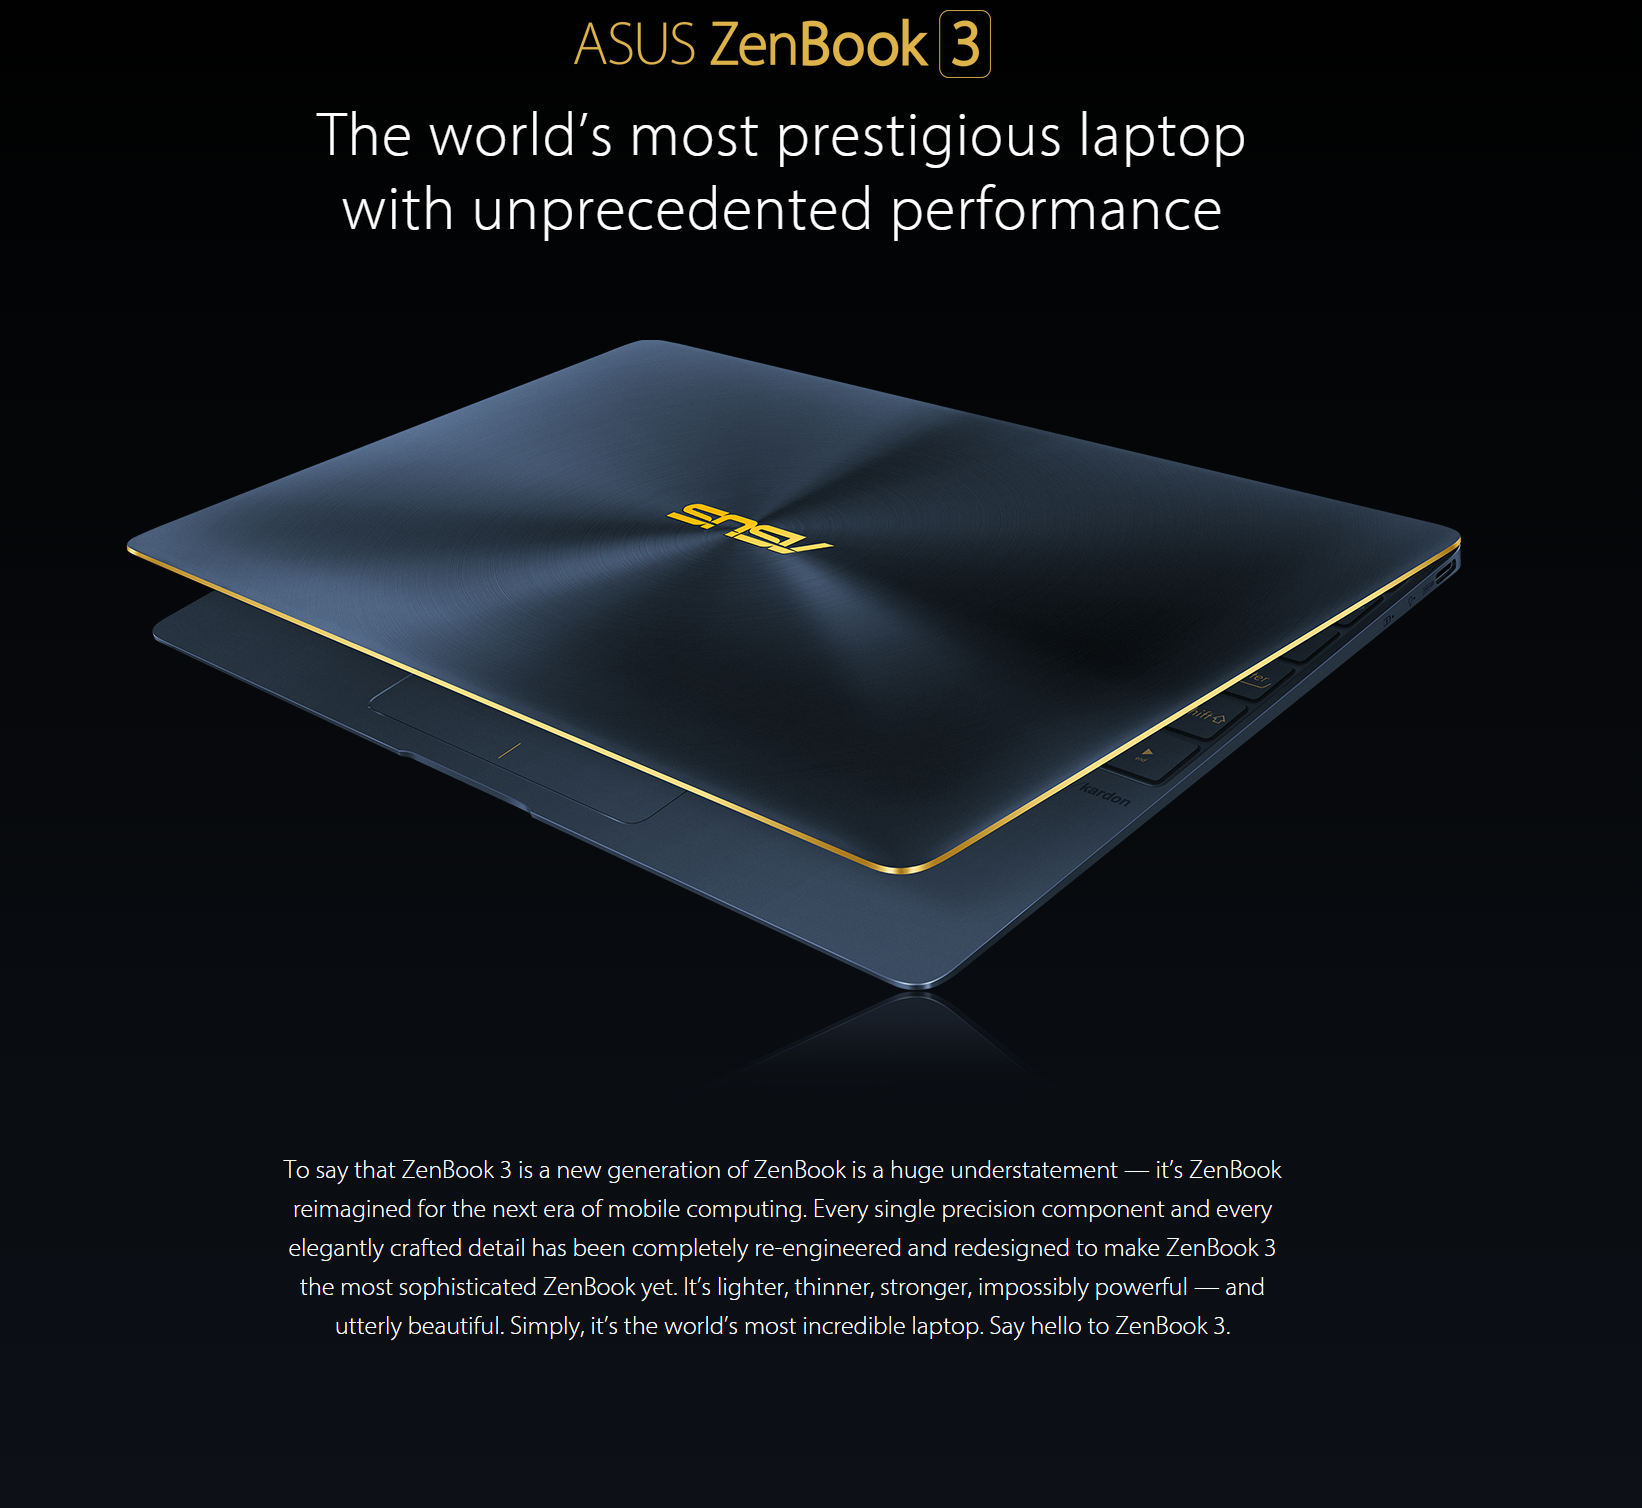 ASUS ZenBook 3
The world’s most prestigious laptop
with unprecedented performance
ASUS
kardon
To say that ZenBook 3 is a new generation of ZenBook is a huge understatement — it’s ZenBook
reimagined for the next era of mobile computing. Every single precision component and every
elegantly crafted detail has been completely re-engineered and redesigned to make ZenBook 3
the most sophisticated ZenBook yet. It’s lighter, thinner, stronger, impossibly powerful — and
utterly beautiful. Simply, it’s the world’s most incredible laptop. Say hello to ZenBook 3.